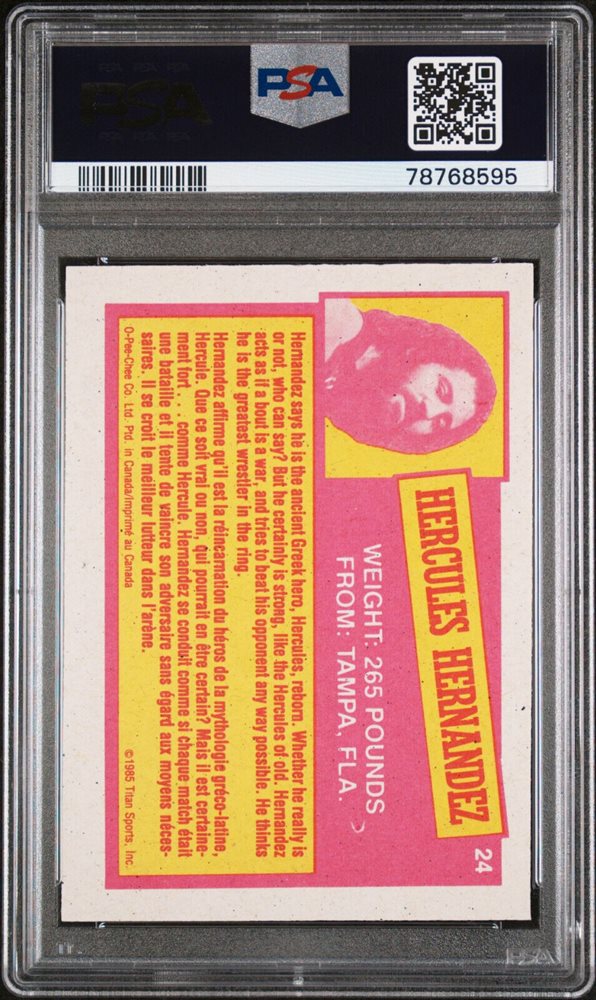 PSA
PSA
78768595
24
HERCULES HERNANDEZ
WEIGHT: 265 POUNDS
FROM: TAMPA, FLA.
Hernandez says he is the ancient Greek hero, Hercules, reborn. Whether he really is
or not, who can say? But he certainly is strong, like the Hercules of old. Hernandez
acts as if a bout is a war, and tries to beat his opponent any way possible. He thinks
he is the greatest wrestler in the ring.
Hernandez affirme qu'il est la réincarnation du héros de la mythologie gréco-latine,
Hercule. Que ce soit vrai ou non, qui pourrait en être certain? Mais il est certaine-
ment fort . . . comme Hercule. Hernandez se conduit comme si chaque match était
une bataille et il tente de vaincre son adversaire sans égard aux moyens néces-
saires. Il se croit le meilleur lutteur dans l'arène.
O-Pee-Chee Co. Ltd. Ptd. in Canada/Imprimé au Canada
©1985 Titan Sports, Inc.
PSA